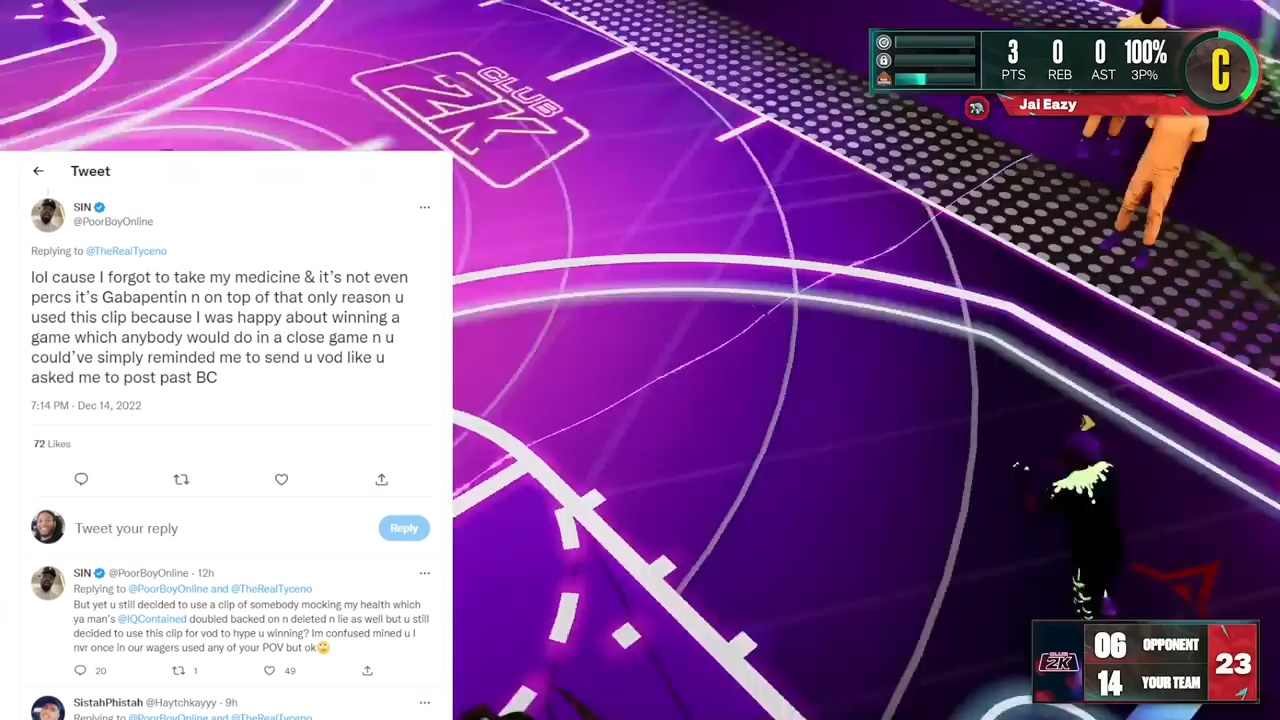 CLUB
2K
3 0 0 100%
PTS REB AST 3P%
C
Jai Eazy
Tweet
SIN
@PoorBoyOnline
Replying to @TheRealTyceno
lol cause I forgot to take my medicine & it’s not even
percs it’s Gabapentin n on top of that only reason u
used this clip because I was happy about winning a
game which anybody would do in a close game n u
could’ve simply reminded me to send u vod like u
asked me to post past BC
7:14 PM · Dec 14, 2022
72 Likes
Tweet your reply
Reply
SIN @PoorBoyOnline · 12h
Replying to @PoorBoyOnline and @TheRealTyceno
But yet u still decided to use a clip of somebody mocking my health which
ya man’s @IQContained doubled backed on n deleted n lie as well but u still
decided to use this clip for vod to hype u winning? Im confused mined u I
nvr once in our wagers used any of your POV but ok🙄
20 1 49
SistahPhistah @Haytchkayyy · 9h
Replying to @PoorBoyOnline and @TheRealTyceno
CLUB
2K
06 OPPONENT
14 YOUR TEAM
23